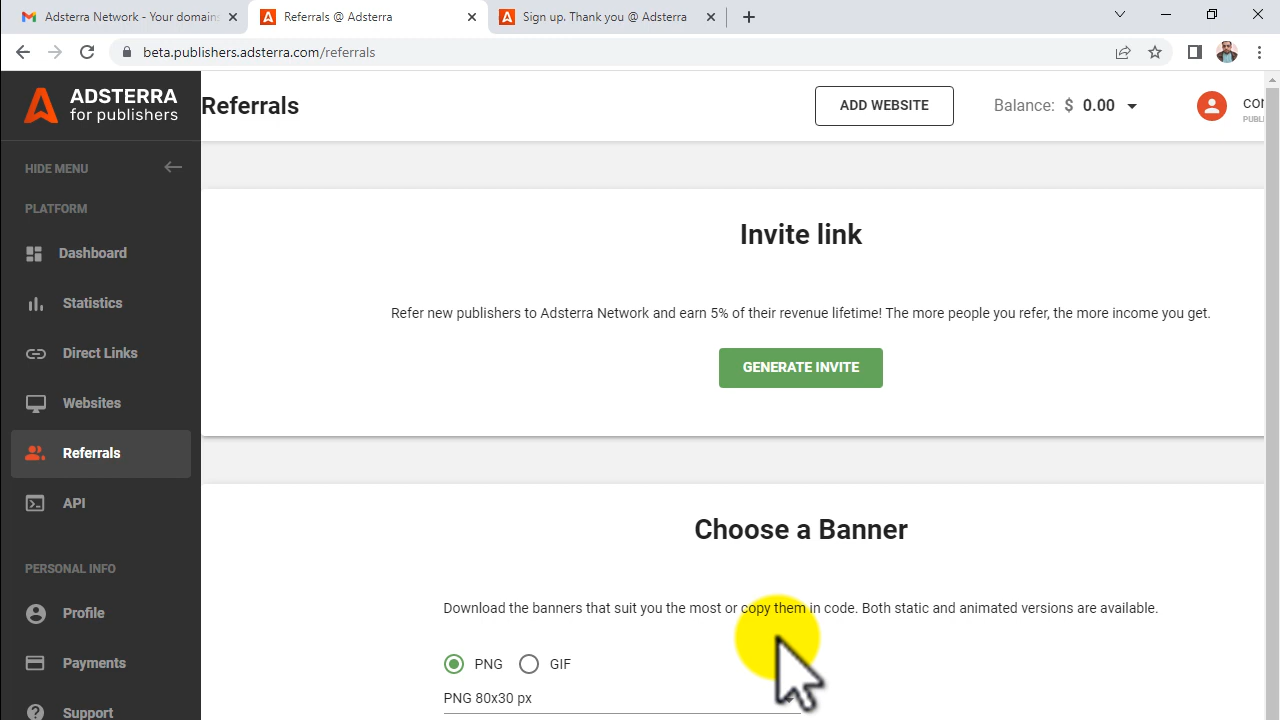 Adsterra Network - Your domain
Referrals @ Adsterra
Sign up. Thank you @ Adsterra
beta.publishers.adsterra.com/referrals
ADSTERRA
for publishers
Referrals
ADD WEBSITE
Balance: $ 0.00
COI
PUBLI
HIDE MENU
PLATFORM
Dashboard
Statistics
Direct Links
Websites
Referrals
API
PERSONAL INFO
Profile
Payments
Support
Invite link
Refer new publishers to Adsterra Network and earn 5% of their revenue lifetime! The more people you refer, the more income you get.
GENERATE INVITE
Choose a Banner
Download the banners that suit you the most or copy them in code. Both static and animated versions are available.
PNG GIF
PNG 80x30 px